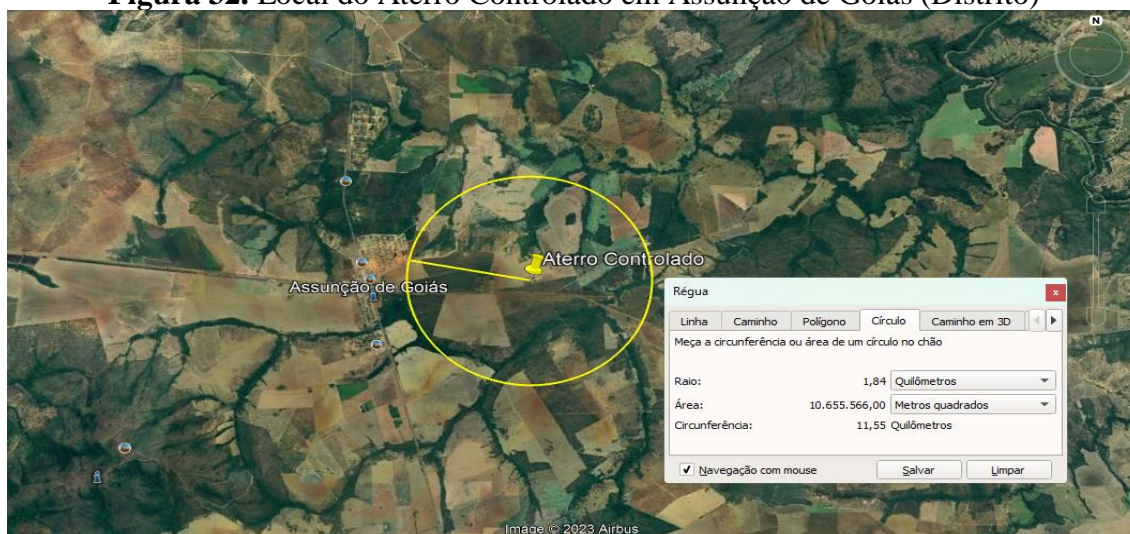 Figura 32. Local do Aterro Controlado em Assunção de Goiás (Distrito)
N
Aterro Controlado
Assunção de Goiás
Régua
Linha Caminho Polígono Círculo Caminho em 3D
Meça a circunferência ou área de um círculo no chão
Raio: 1,84 Quilômetros
Área: 10.655.566,00 Metros quadrados
Circunferência: 11,55 Quilômetros
Navegação com mouse Salvar Limpar
Image © 2023 Airbus